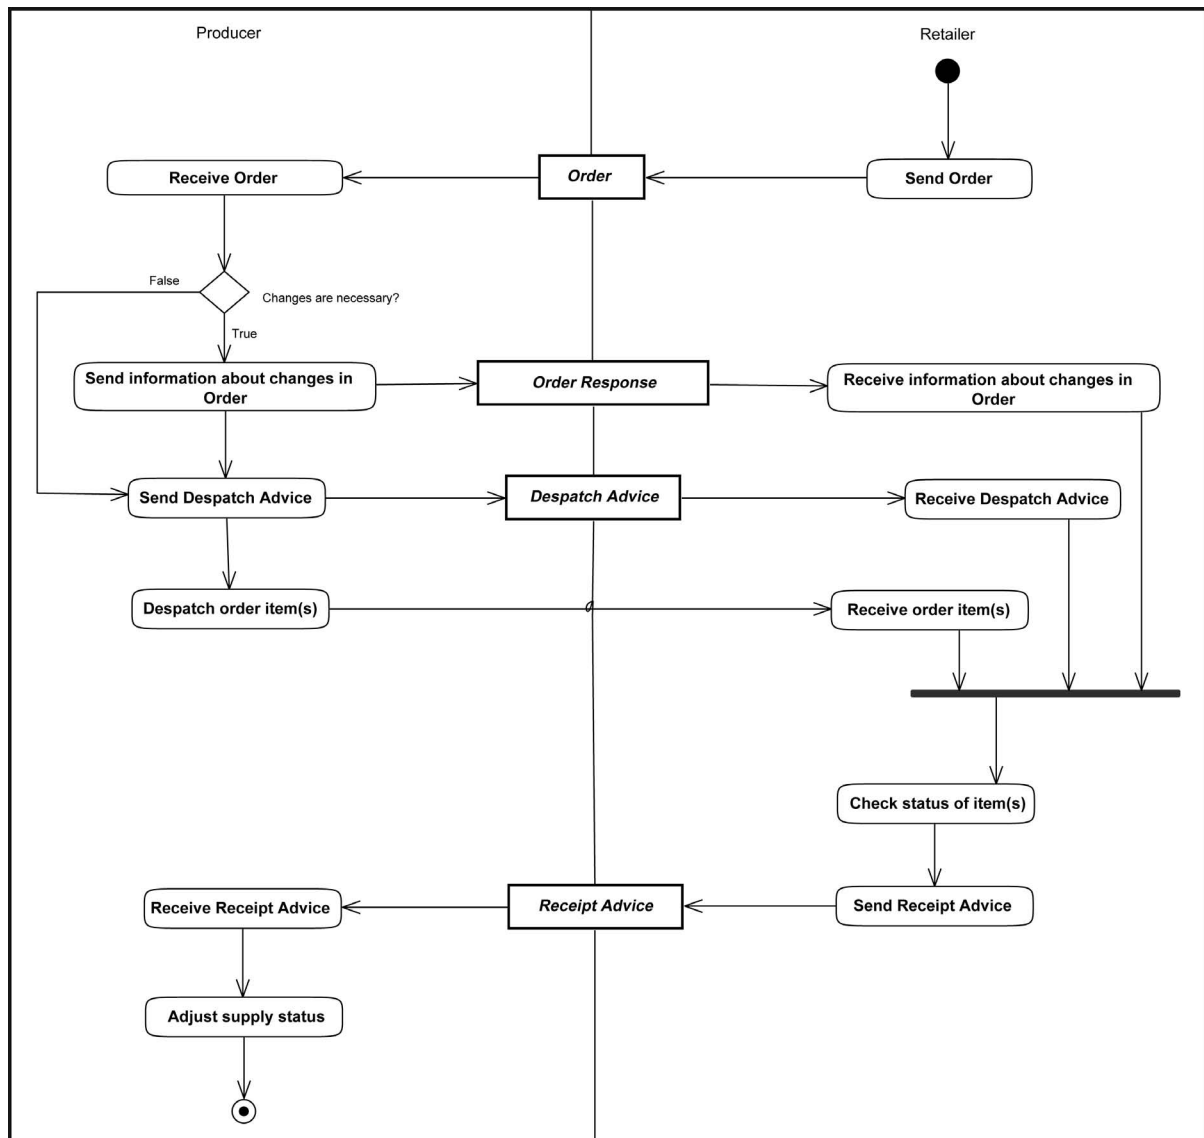 Producer
Retailer
Receive Order
Order
Send Order
False
Changes are necessary?
True
Send information about changes in
Order
Order Response
Receive information about changes in
Order
Send Despatch Advice
Despatch Advice
Receive Despatch Advice
Despatch order item(s)
Receive order item(s)
Check status of item(s)
Receive Receipt Advice
Receipt Advice
Send Receipt Advice
Adjust supply status